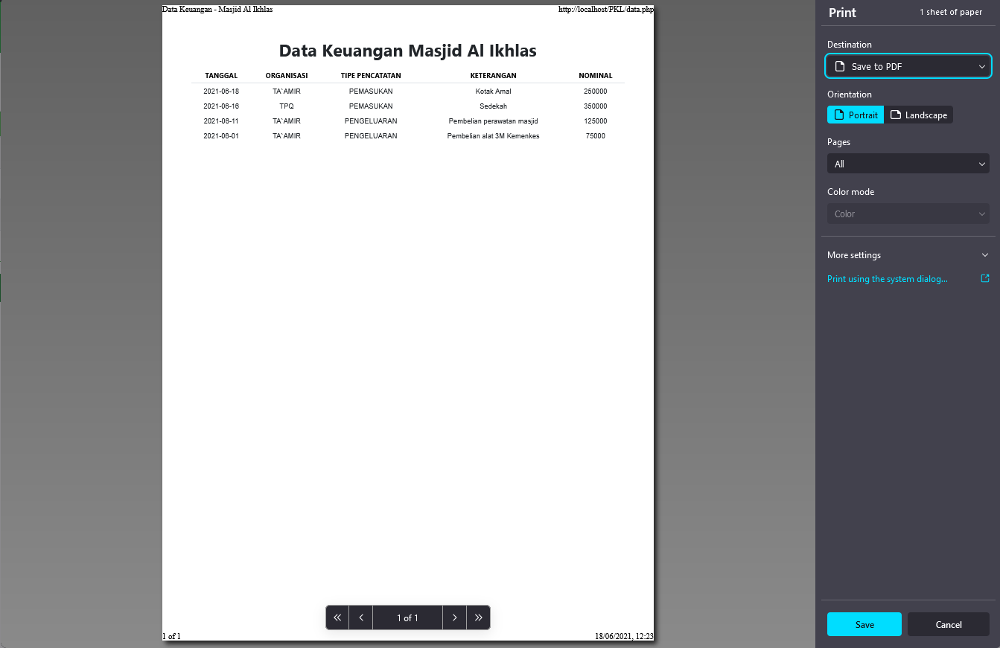 Data Keuangan - Masjid Al Ikhlas http://localhost/PKL/data.php
Data Keuangan Masjid Al Ikhlas
TANGGAL ORGANISASI TIPE PENCATATAN KETERANGAN NOMINAL
2021-06-18 TA`AMIR PEMASUKAN Kotak Amal 250000
2021-06-16 TPQ PEMASUKAN Sedekah 350000
2021-06-11 TA`AMIR PENGELUARAN Pembelian perawatan masjid 125000
2021-06-01 TA`AMIR PENGELUARAN Pembelian alat 3M Kemenkes 75000
1 of 1
1 of 1 18/06/2021, 12:23
Print 1 sheet of paper
Destination
Save to PDF
Orientation
Portrait Landscape
Pages
All
Color mode
Color
More settings
Print using the system dialog...
Save Cancel